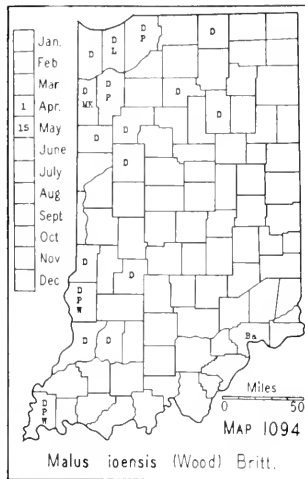 Jan.
Feb
Mar
1 Apr.
15 May
June
July
Aug
Sept
Oct
Nov
Dec
D
D
L
D
P
D
D
MK
D
P
D
D
D
D
D
D
D
D
P
W
D
D
Ba
D
P
W
Miles
0 50
MAP 1094
Malus ioensis (Wood) Britt.